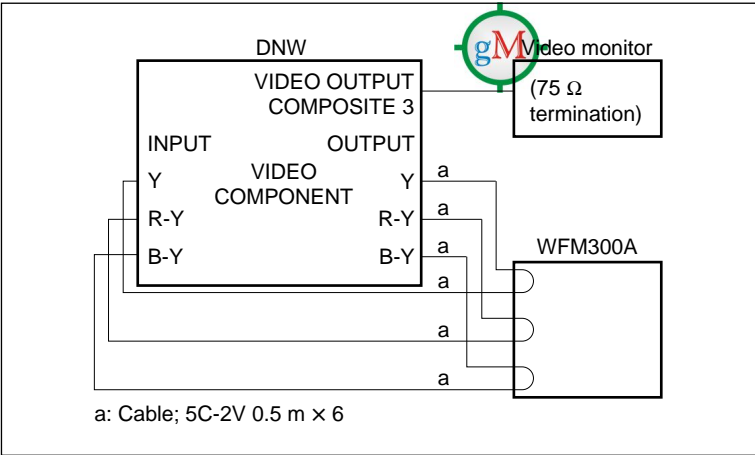 DNW
gM
Video monitor
VIDEO OUTPUT
COMPOSITE 3
(75 Ω
termination)
INPUT
OUTPUT
VIDEO
COMPONENT
Y
Y
a
R-Y
R-Y
a
B-Y
B-Y
a
WFM300A
a
a
a
a: Cable; 5C-2V 0.5 m × 6